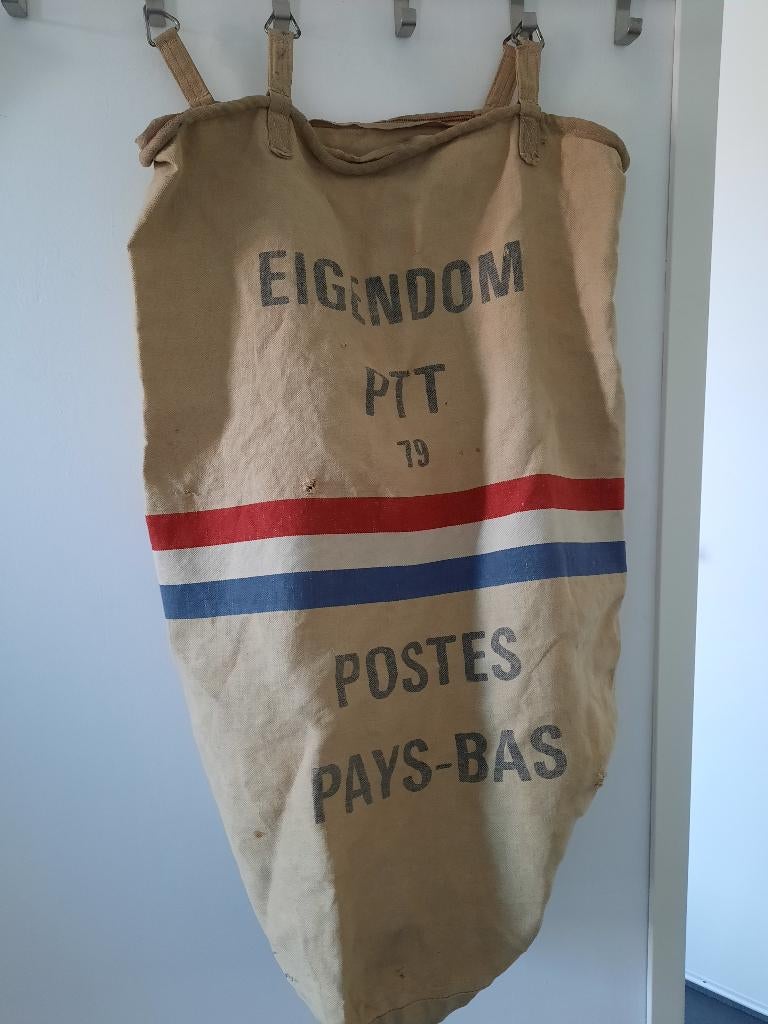 EIGENDOM
PTT
79
POSTES
PAYS-BAS